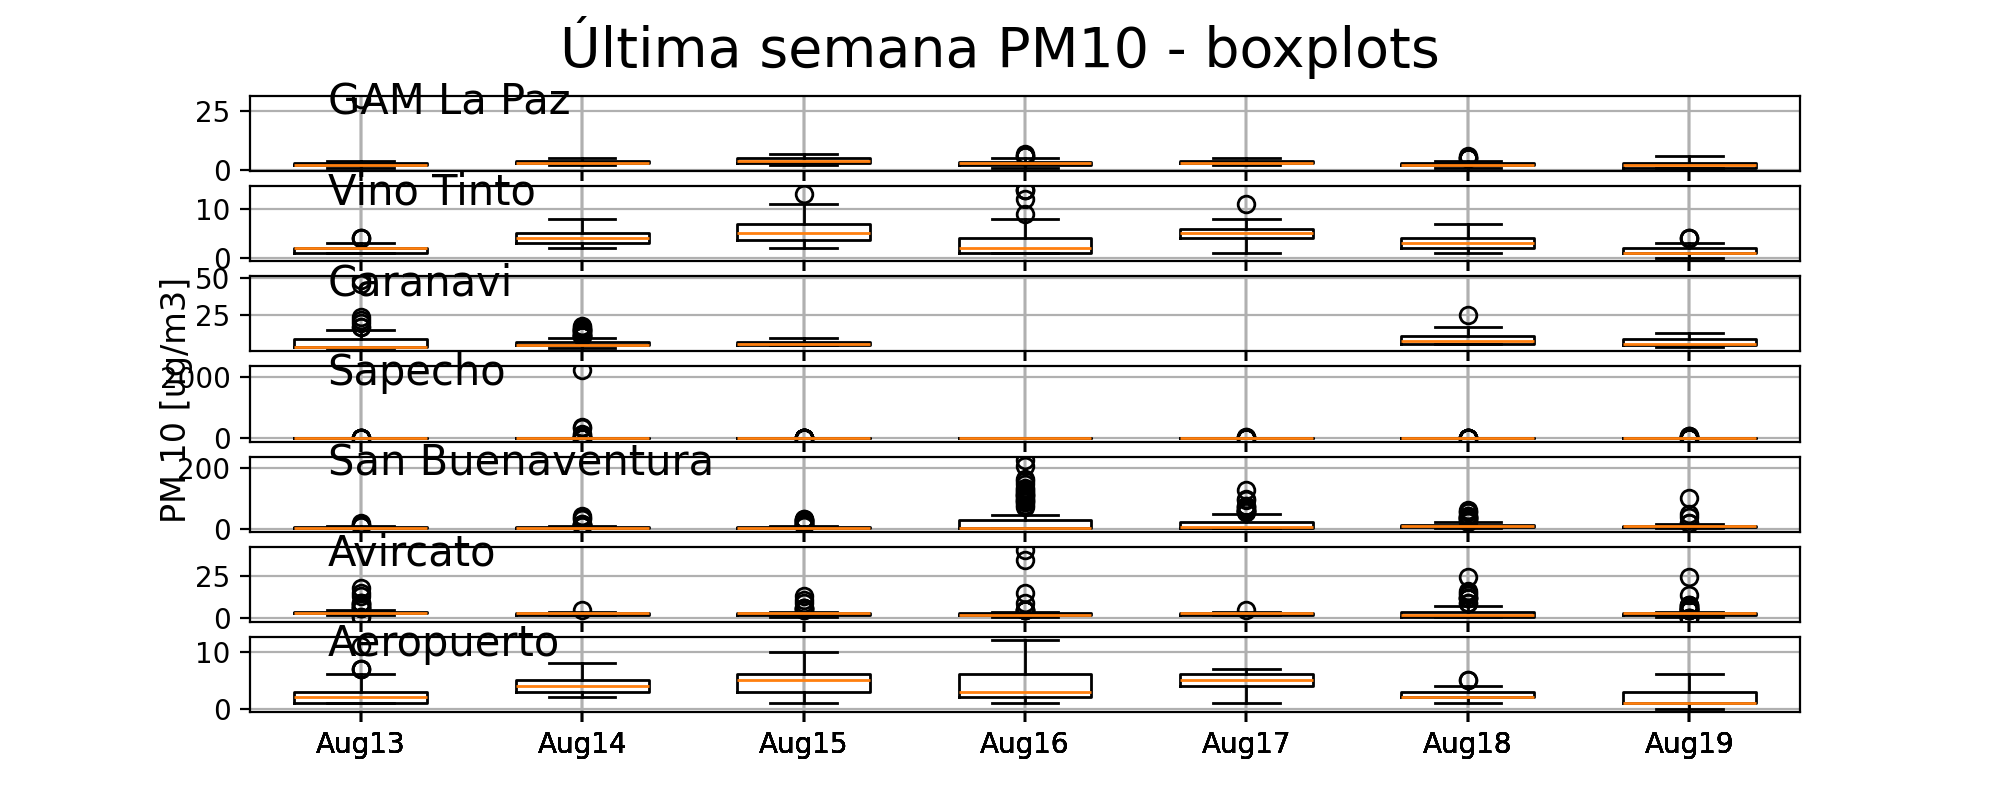 Última semana PM10 - boxplots
GAM La Paz
25
0
Vino Tinto
10
0
Caranavi
50
25
PM 10 [ug/m3]
Sapecho
2000
0
San Buenaventura
200
0
Avircato
25
0
Aeropuerto
10
0
Aug13 Aug14 Aug15 Aug16 Aug17 Aug18 Aug19